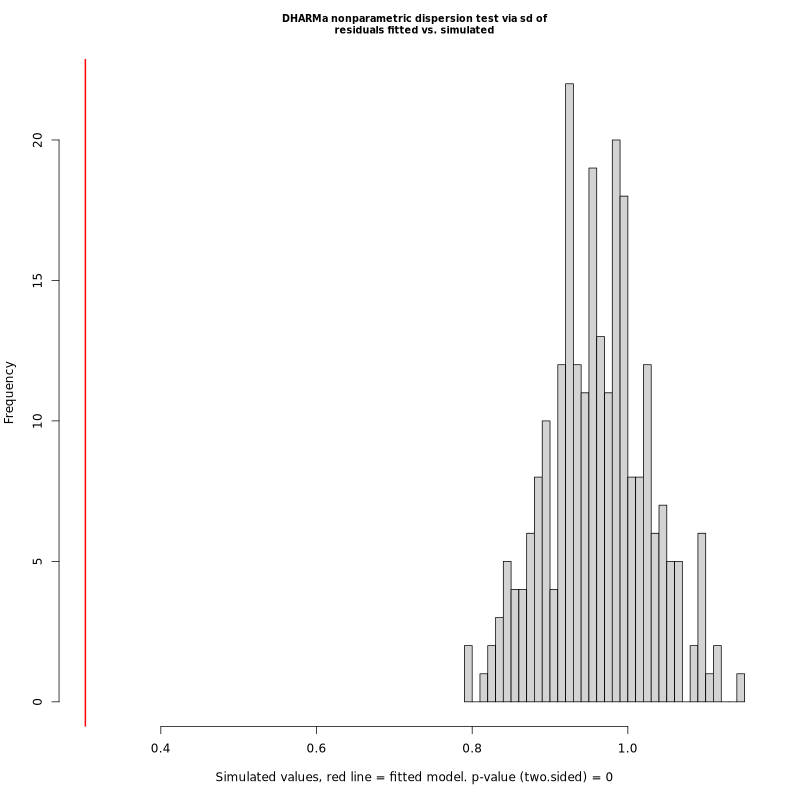 DHARMa nonparametric dispersion test via sd of
residuals fitted vs. simulated
Frequency
20
15
10
5
0
0.4 0.6 0.8 1.0
Simulated values, red line = fitted model. p-value (two.sided) = 0